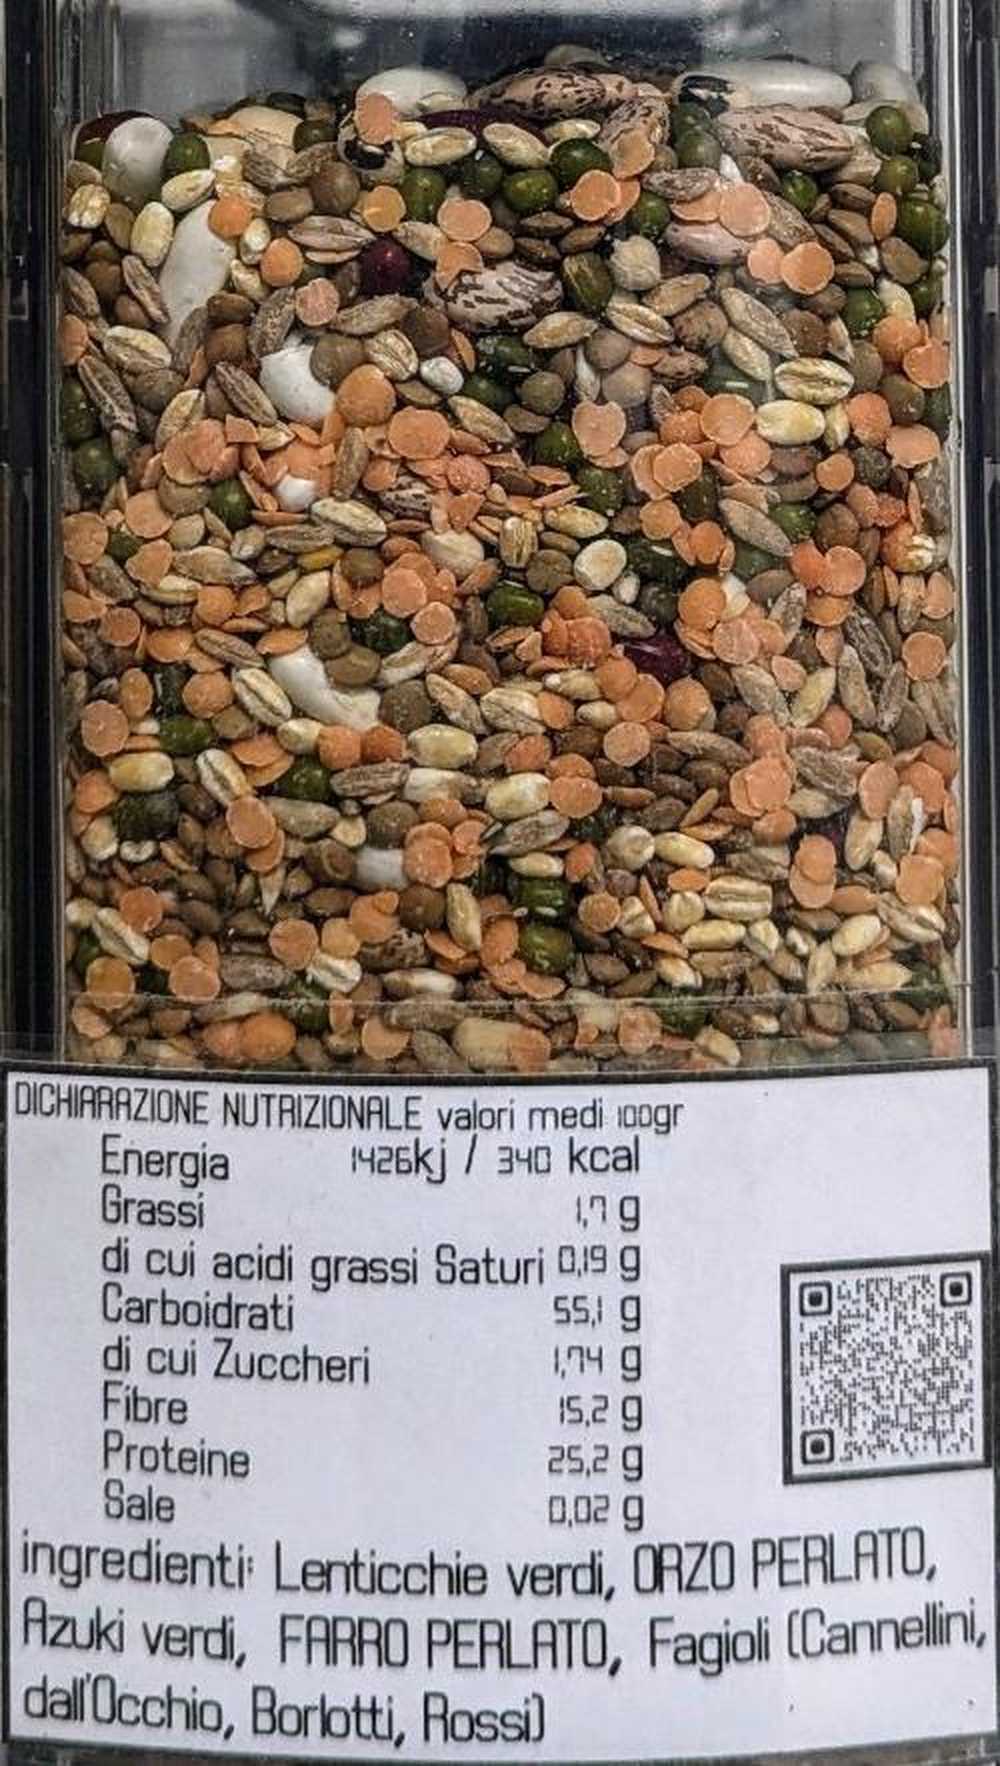 DICHIARAZIONE NUTRIZIONALE valori medi 100gr
Energia 1426kj / 340 kcal
Grassi 1,7 g
di cui acidi grassi Saturi 0,19 g
Carboidrati 55,1 g
di cui Zuccheri 1,74 g
Fibre 15,2 g
Proteine 25,2 g
Sale 0,02 g
ingredienti: Lenticchie verdi, ORZO PERLATO,
Azuki verdi, FARRO PERLATO, Fagioli (Cannellini,
dall'Occhio, Borlotti, Rossi)